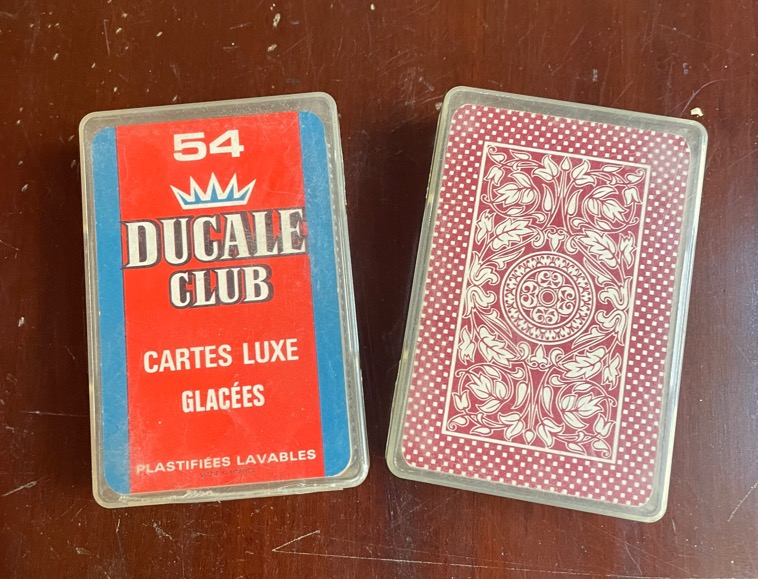 54
DUCALE
CLUB
CARTES LUXE
GLACÉES
PLASTIFIÉES LAVABLES